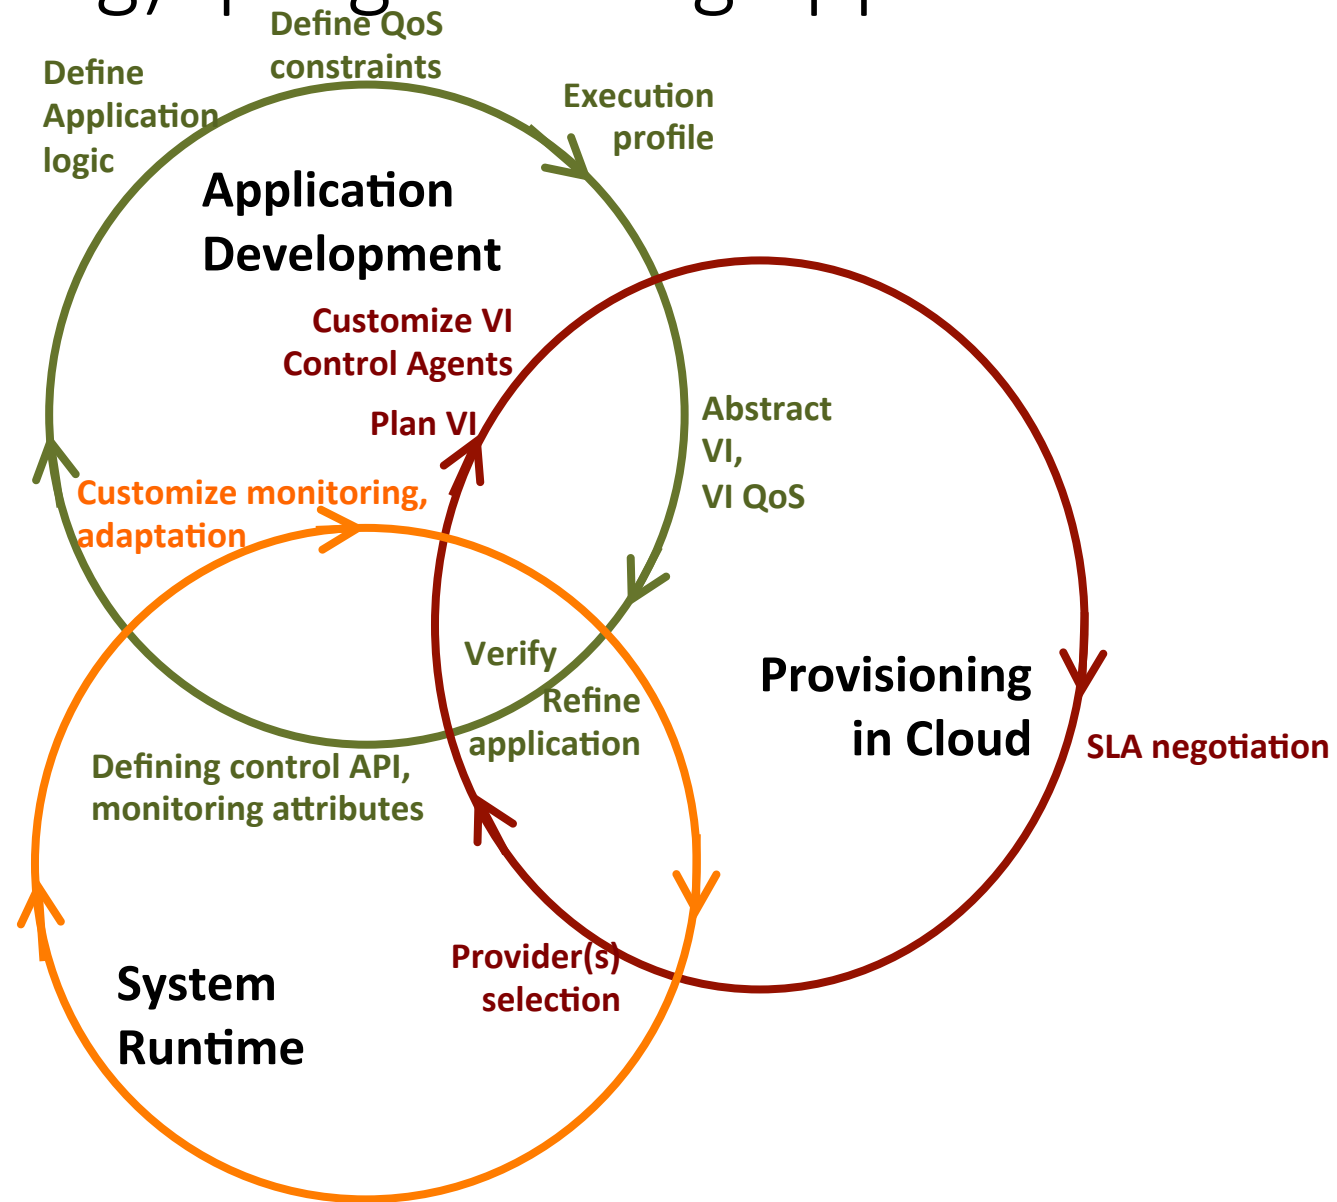 Define QoS
constraints
Define
Application
logic
Execution
profile
Application
Development
Customize VI
Control Agents
Plan VI
Abstract
VI,
VI QoS
Customize monitoring,
adaptation
Verify
Refine
application
Provisioning
in Cloud
SLA negotiation
Defining control API,
monitoring attributes
Provider(s)
selection
System
Runtime